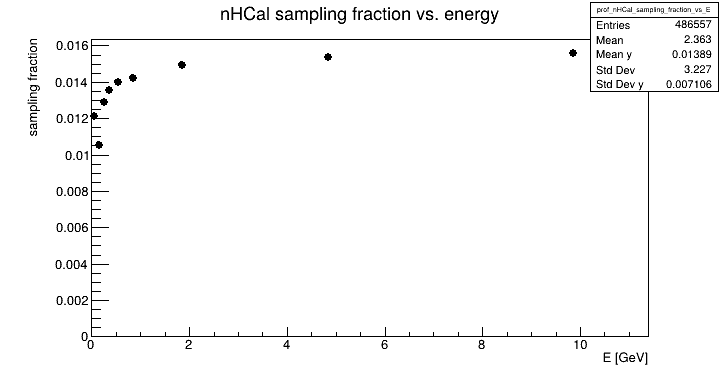 nHCal sampling fraction vs. energy
prof_nHCal_sampling_fraction_vs_E
Entries 486557
Mean 2.363
Mean y 0.01389
Std Dev 3.227
Std Dev y 0.007106
sampling fraction
0.016
0.014
0.012
0.01
0.008
0.006
0.004
0.002
0
0 2 4 6 8 10
E [GeV]